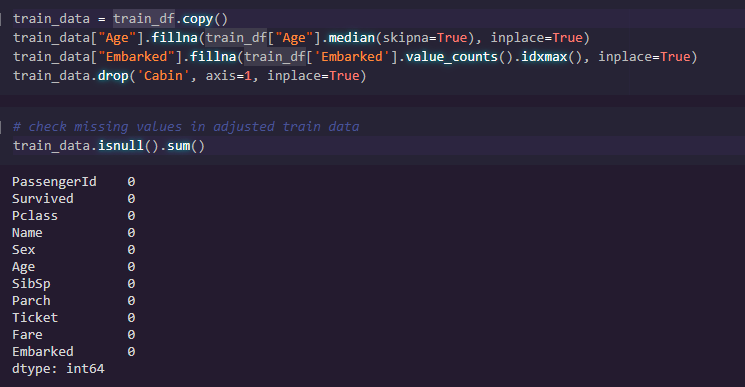 train_data = train_df.copy()
train_data["Age"].fillna(train_df["Age"].median(skipna=True), inplace=True)
train_data["Embarked"].fillna(train_df['Embarked'].value_counts().idxmax(), inplace=True)
train_data.drop('Cabin', axis=1, inplace=True)
# check missing values in adjusted train data
train_data.isnull().sum()
PassengerId    0
Survived       0
Pclass         0
Name           0
Sex            0
Age            0
SibSp          0
Parch          0
Ticket         0
Fare           0
Embarked       0
dtype: int64